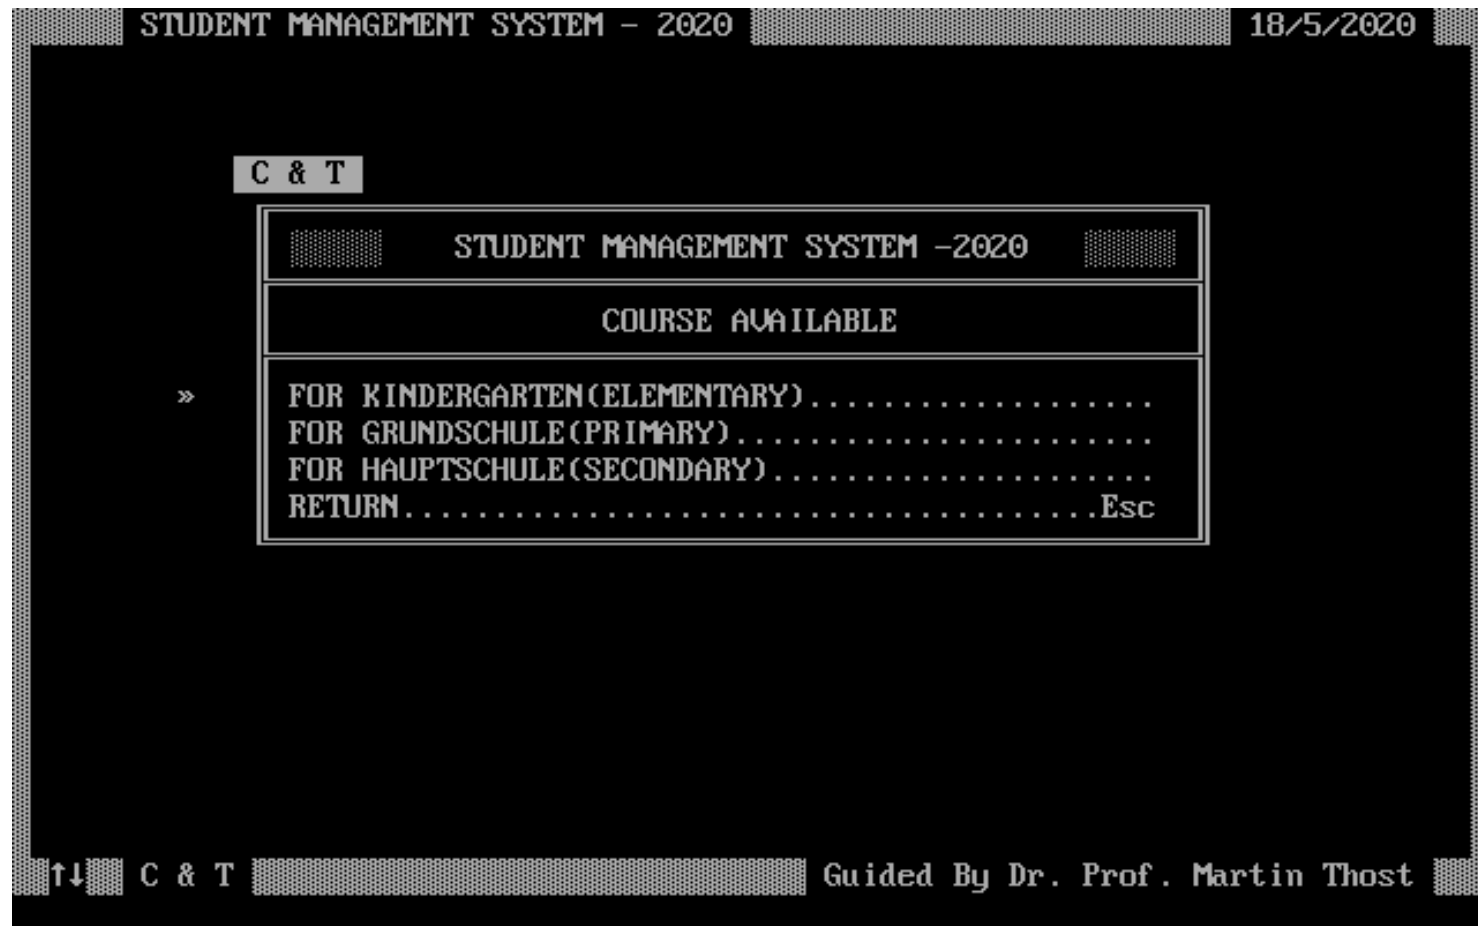 STUDENT MANAGEMENT SYSTEM - 2020 18/5/2020
C & T
STUDENT MANAGEMENT SYSTEM -2020
COURSE AVAILABLE
» FOR KINDERGARTEN(ELEMENTARY)...................
FOR GRUNDSCHULE(PRIMARY).......................
FOR HAUPTSCHULE(SECONDARY).....................
RETURN......................................Esc
↑↓ C & T Guided By Dr. Prof. Martin Thost